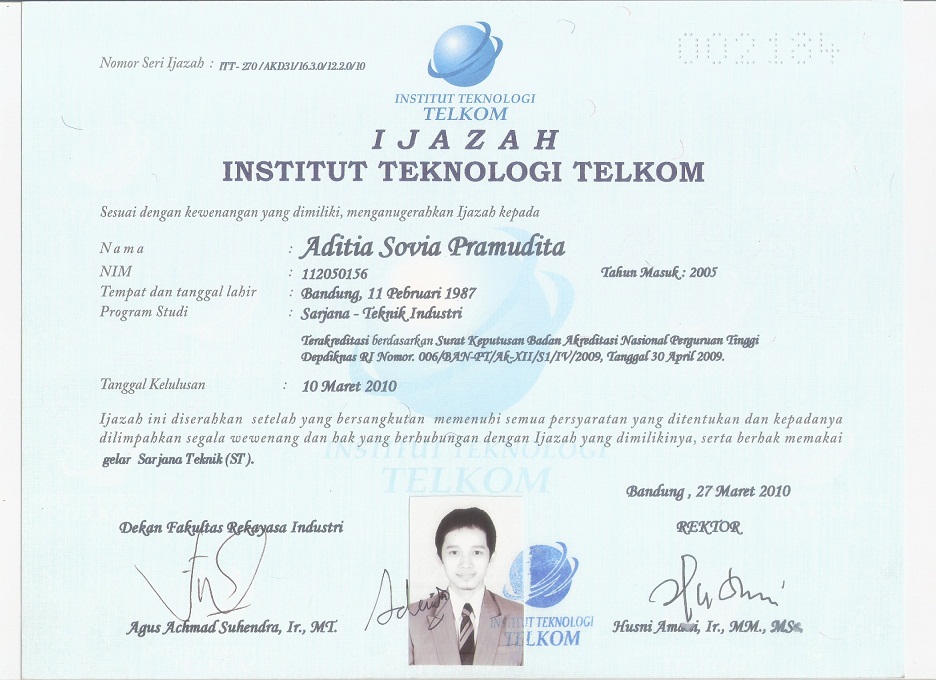 Nomor Seri Ijazah : ITT - 270 / AKD31/16.3.0/12.2.0/10
002184
INSTITUT TEKNOLOGI
TELKOM
I J A Z A H
INSTITUT TEKNOLOGI TELKOM
Sesuai dengan kewenangan yang dimiliki, menganugerahkan Ijazah kepada
Nama : Aditia Sovia Pramudita
NIM : 112050156 Tahun Masuk : 2005
Tempat dan tanggal lahir : Bandung, 11 Pebruari 1987
Program Studi : Sarjana - Teknik Industri
Terakreditasi berdasarkan Surat Keputusan Badan Akreditasi Nasional Perguruan Tinggi
Depdiknas RI Nomor. 006/BAN-PT/Ak-XII/S1/IV/2009, Tanggal 30 April 2009.
Tanggal Kelulusan : 10 Maret 2010
Ijazah ini diserahkan setelah yang bersangkutan memenuhi semua persyaratan yang ditentukan dan kepadanya
dilimpahkan segala wewenang dan hak yang berhubungan dengan Ijazah yang dimilikinya, serta berhak memakai
gelar Sarjana Teknik (ST).
INSTITUT TEKNOLOGI
TELKOM
Bandung , 27 Maret 2010
Dekan Fakultas Rekayasa Industri
REKTOR
INSTITUT TEKNOLOGI
TELKOM
Agus Achmad Suhendra, Ir., MT.
Husni Amani, Ir., MM., MSc.